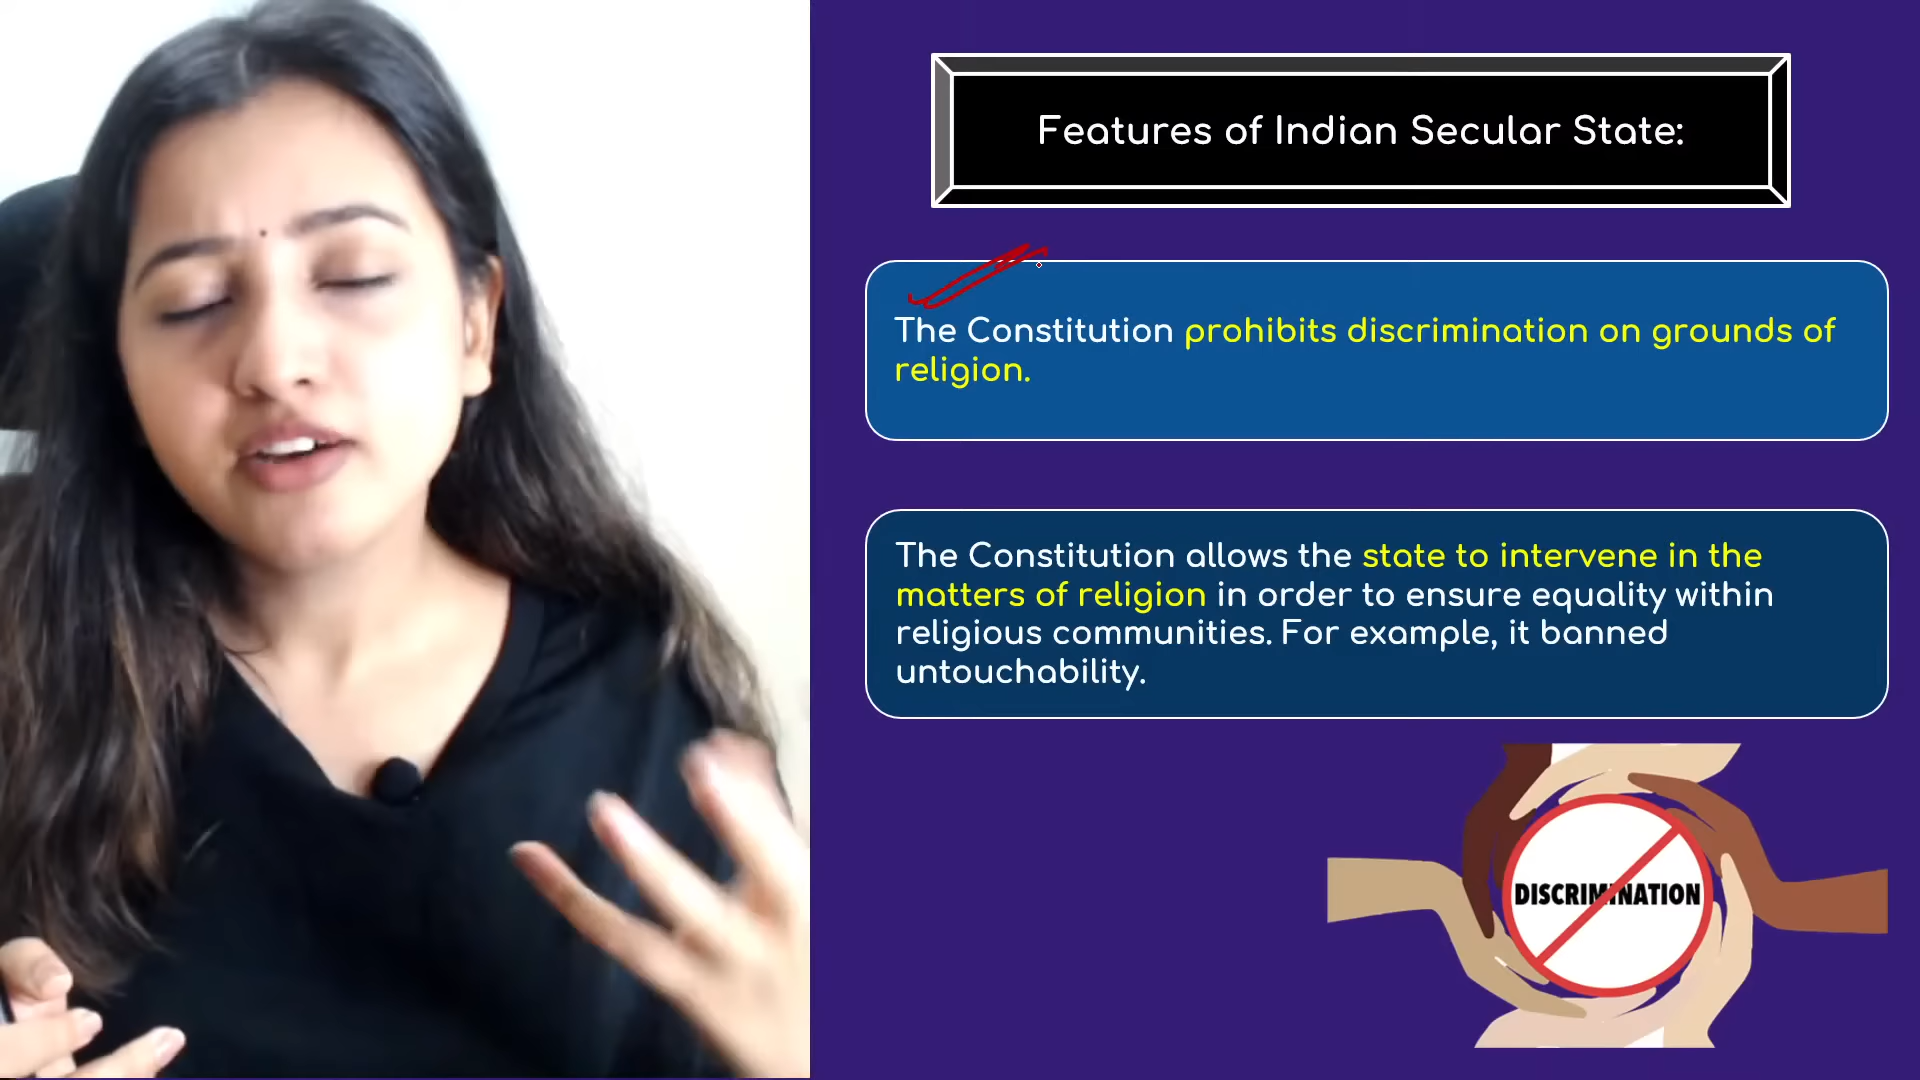 Features of Indian Secular State:
The Constitution prohibits discrimination on grounds of
religion.
The Constitution allows the state to intervene in the
matters of religion in order to ensure equality within
religious communities. For example, it banned
untouchability.
DISCRIMINATION